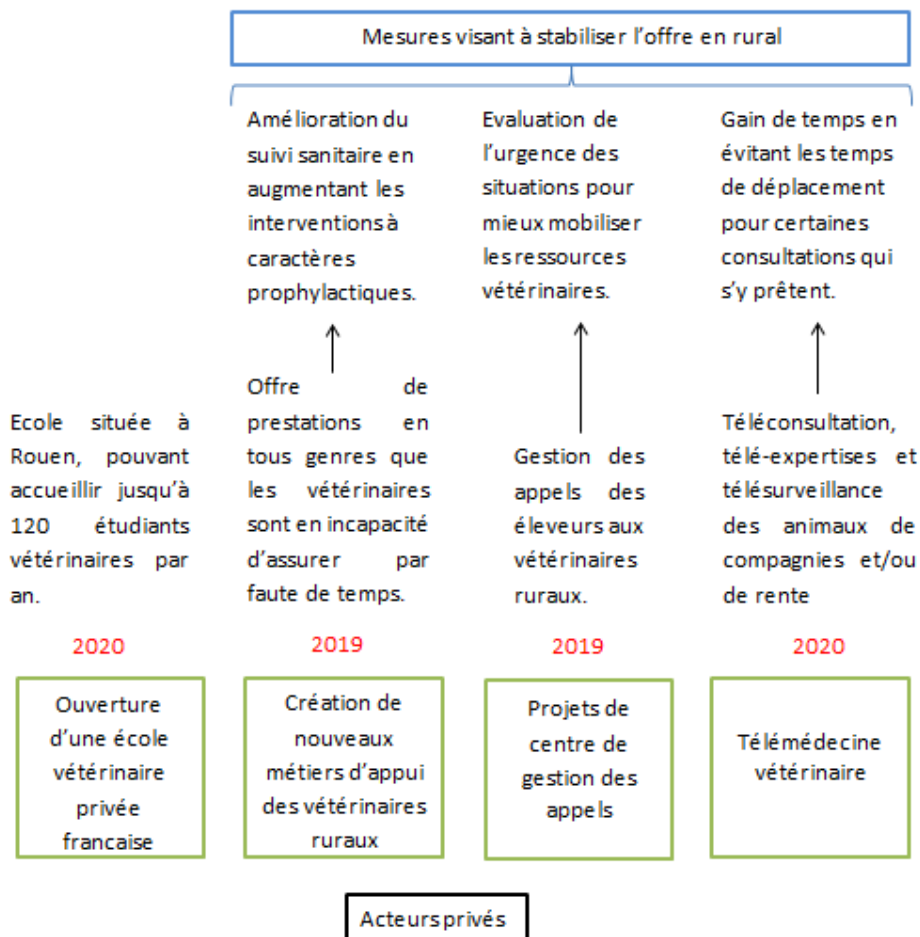 Mesures visant à stabiliser l'offre en rural
Amélioration du
suivi sanitaire en
augmentant les
interventions à
caractères
prophylactiques.
Evaluation de
l'urgence des
situations pour
mieux mobiliser
les ressources
vétérinaires.
Gain de temps en
évitant les temps
de déplacement
pour certaines
consultations qui
s'y prêtent.
Ecole située à
Rouen, pouvant
accueillir jusqu'à
120 étudiants
vétérinaires par
an.
Offre de
prestations en
tous genres que
les vétérinaires
sont en incapacité
d'assurer par
faute de temps.
Gestion des
appels des
éleveurs aux
vétérinaires
ruraux.
Téléconsultation,
télé-expertises et
télésurveillance
des animaux de
compagnies et/ou
de rente
2020
2019
2019
2020
Ouverture
d'une école
vétérinaire
privée
francaise
Création de
nouveaux
métiers d'appui
des vétérinaires
ruraux
Projets de
centre de
gestion des
appels
Télémédecine
vétérinaire
Acteurs privés